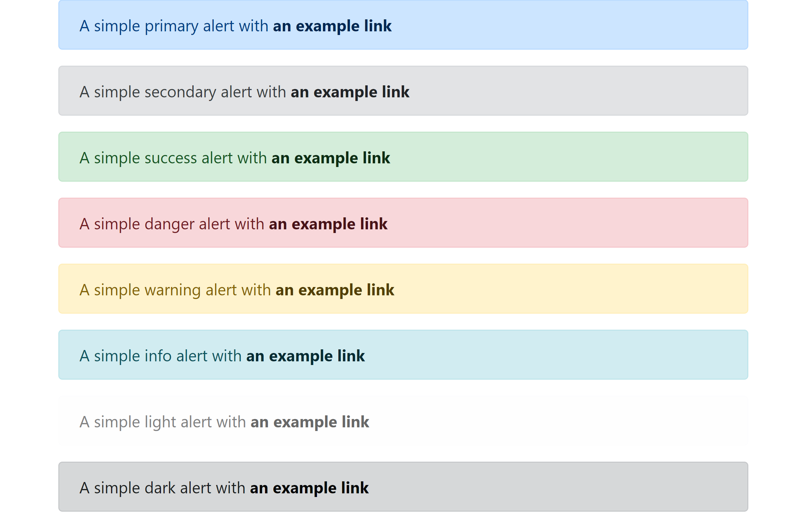 A simple primary alert with an example link
A simple secondary alert with an example link
A simple success alert with an example link
A simple danger alert with an example link
A simple warning alert with an example link
A simple info alert with an example link
A simple light alert with an example link
A simple dark alert with an example link